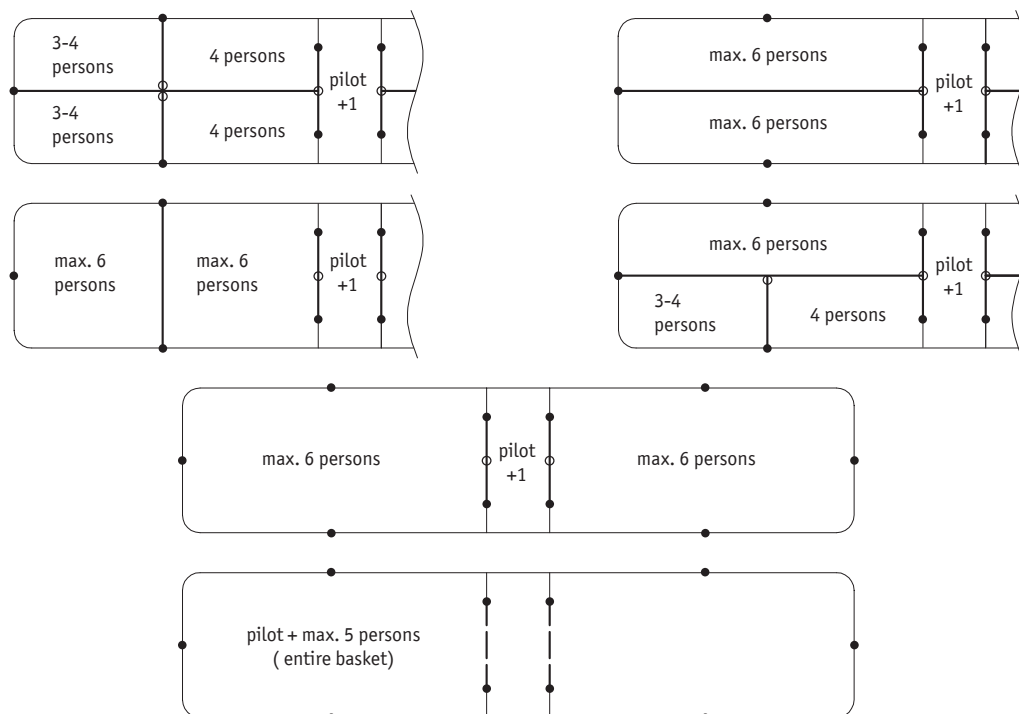 3-4
persons
4 persons
pilot
+1
3-4
persons
4 persons
max. 6 persons
pilot
+1
max. 6 persons
max. 6
persons
max. 6
persons
pilot
+1
max. 6 persons
pilot
+1
3-4
persons
4 persons
max. 6 persons
pilot
+1
max. 6 persons
pilot + max. 5 persons
( entire basket)